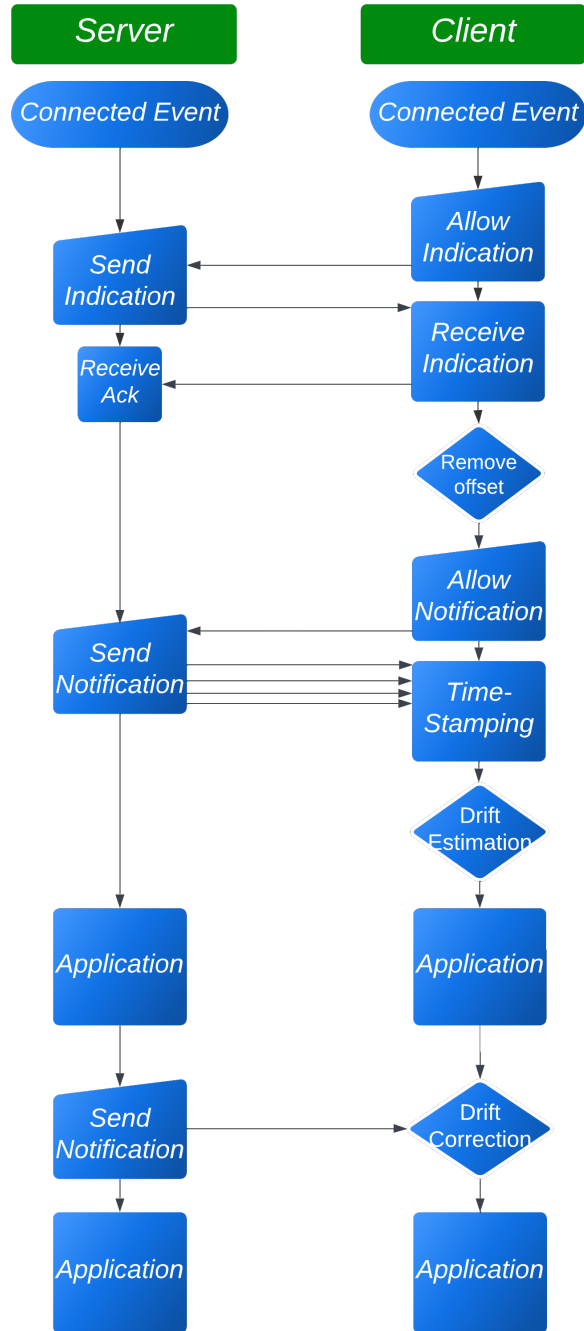 Server
Client
Connected Event
Connected Event
Allow
Indication
Send
Indication
Receive
Indication
Receive
Ack
Remove
offset
Allow
Notification
Send
Notification
Time-
Stamping
Drift
Estimation
Application
Application
Send
Notification
Drift
Correction
Application
Application